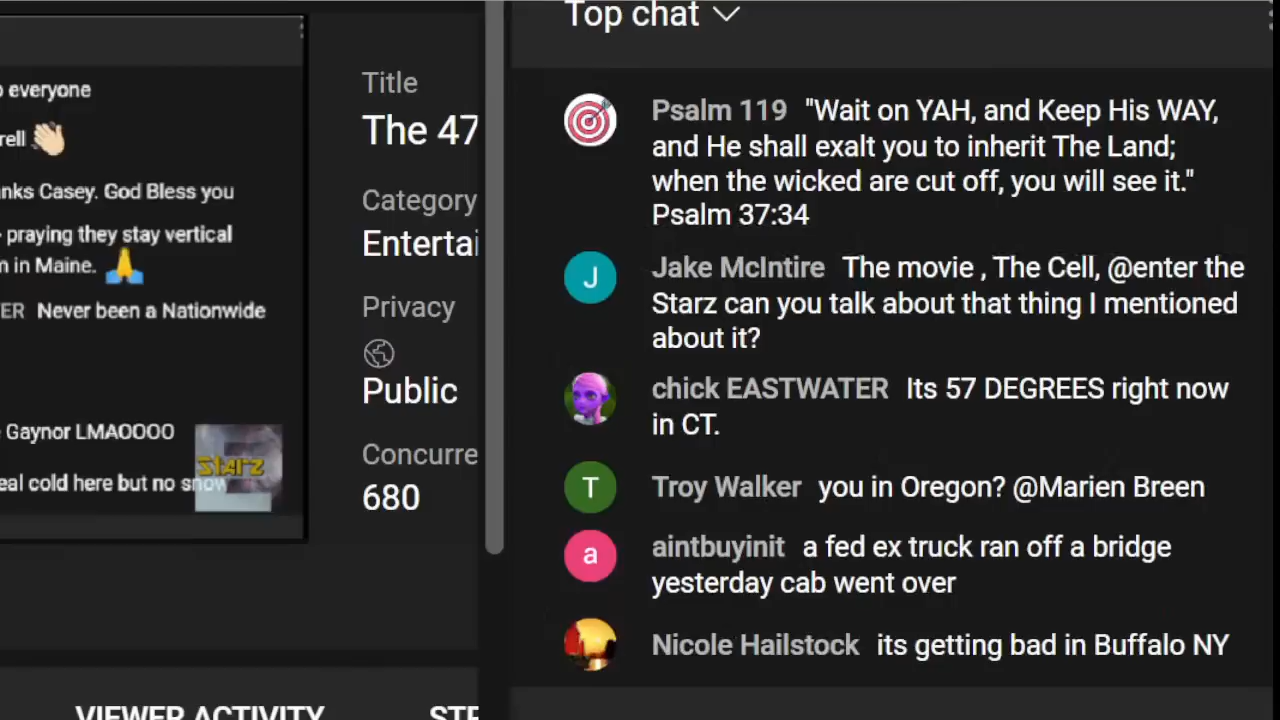 everyone
rell
nks Casey. God Bless you
praying they stay vertical
m in Maine.
ER Never been a Nationwide
Gaynor LMAOOOO
eal cold here but no snow
Starz
Title
The 47
Category
Entertai
Privacy
Public
Concurre
680
VIEWER ACTIVITY
STR
Top chat
Psalm 119 "Wait on YAH, and Keep His WAY,
and He shall exalt you to inherit The Land;
when the wicked are cut off, you will see it."
Psalm 37:34
J
Jake McIntire The movie , The Cell, @enter the
Starz can you talk about that thing I mentioned
about it?
chick EASTWATER Its 57 DEGREES right now
in CT.
T
Troy Walker you in Oregon? @Marien Breen
a
aintbuyinit a fed ex truck ran off a bridge
yesterday cab went over
Nicole Hailstock its getting bad in Buffalo NY